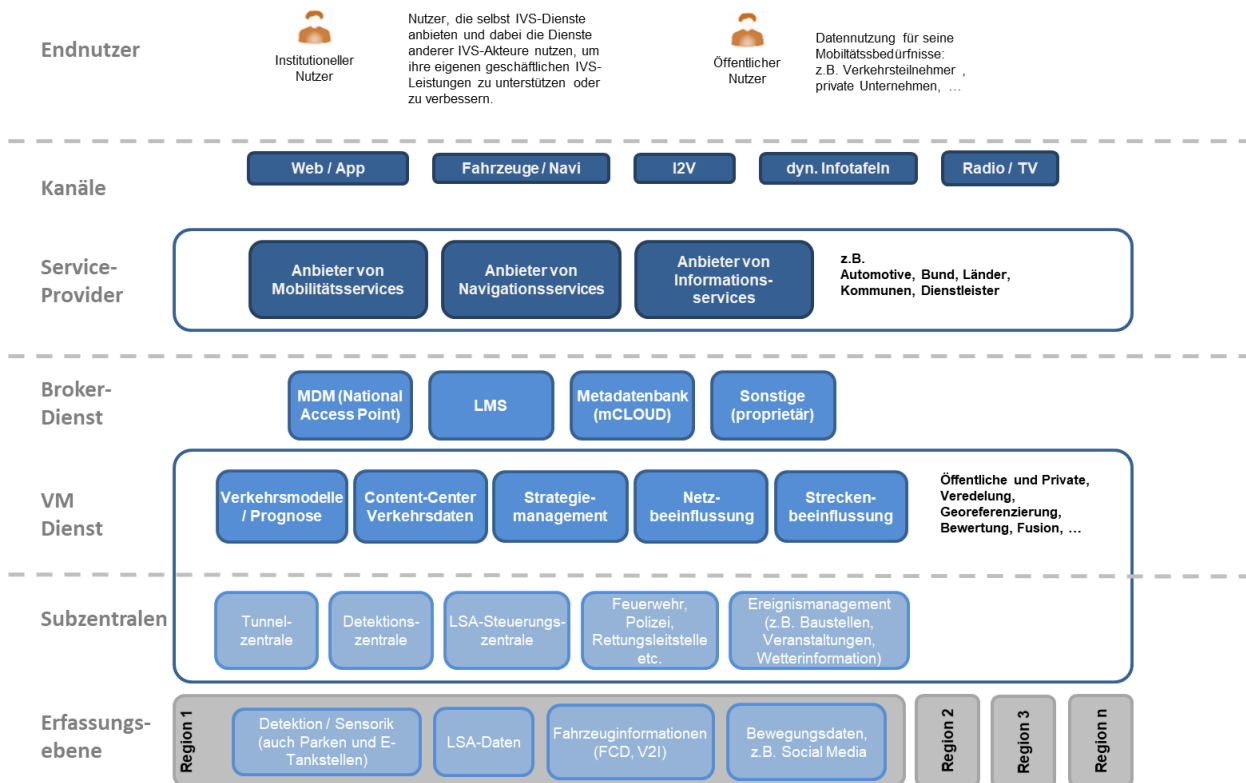 Endnutzer
Institutioneller
Nutzer
Nutzer, die selbst IVS-Dienste
anbieten und dabei die Dienste
anderer IVS-Akteure nutzen, um
ihre eigenen geschäftlichen IVS-
Leistungen zu unterstützen oder
zu verbessern.
Öffentlicher
Nutzer
Datennutzung für seine
Mobiltätsbedürfnisse:
z.B. Verkehrsteilnehmer ,
private Unternehmen, …
Kanäle
Web / App
Fahrzeuge / Navi
I2V
dyn. Infotafeln
Radio / TV
Service-
Provider
Anbieter von
Mobilitätsservices
Anbieter von
Navigationsservices
Anbieter von
Informations-
services
z.B.
Automotive, Bund, Länder,
Kommunen, Dienstleister
Broker-
Dienst
MDM (National
Access Point)
LMS
Metadatenbank
(mCLOUD)
Sonstige
(proprietär)
VM
Dienst
Verkehrsmodelle
/ Prognose
Content-Center
Verkehrsdaten
Strategie-
management
Netz-
beeinflussung
Strecken-
beeinflussung
Öffentliche und Private,
Veredelung,
Georeferenzierung,
Bewertung, Fusion, …
Subzentralen
Tunnel-
zentrale
Detektions-
zentrale
LSA-Steuerungs-
zentrale
Feuerwehr,
Polizei,
Rettungsleitstelle
etc.
Ereignismanagement
(z.B. Baustellen,
Veranstaltungen,
Wetterinformation)
Erfassungs-
ebene
Region 1
Detektion / Sensorik
(auch Parken und E-
Tankstellen)
LSA-Daten
Fahrzeuginformationen
(FCD, V2I)
Bewegungsdaten,
z.B. Social Media
Region 2
Region 3
Region n